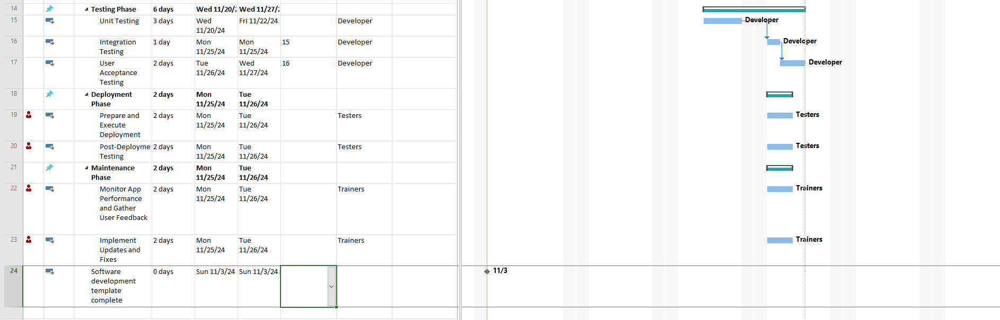 14 Testing Phase 6 days Wed 11/20/2 Wed 11/27/2
15 Unit Testing 3 days Wed Fri 11/22/24 Developer Developer
11/20/24
16 Integration 1 day Mon Mon 15 Developer Developer
Testing 11/25/24 11/25/24
17 User 2 days Tue Wed 16 Developer Developer
Acceptance 11/26/24 11/27/24
Testing
18 Deployment 2 days Mon Tue
Phase 11/25/24 11/26/24
19 Prepare and 2 days Mon Tue Testers Testers
Execute 11/25/24 11/26/24
Deployment
20 Post-Deployme 2 days Mon Tue Testers Testers
Testing 11/25/24 11/26/24
21 Maintenance 2 days Mon Tue
Phase 11/25/24 11/26/24
22 Monitor App 2 days Mon Tue Trainers Trainers
Performance 11/25/24 11/26/24
and Gather
User Feedback
23 Implement 2 days Mon Tue Trainers Trainers
Updates and 11/25/24 11/26/24
Fixes
24 Software 0 days Sun 11/3/24 Sun 11/3/24 11/3
development
template
complete